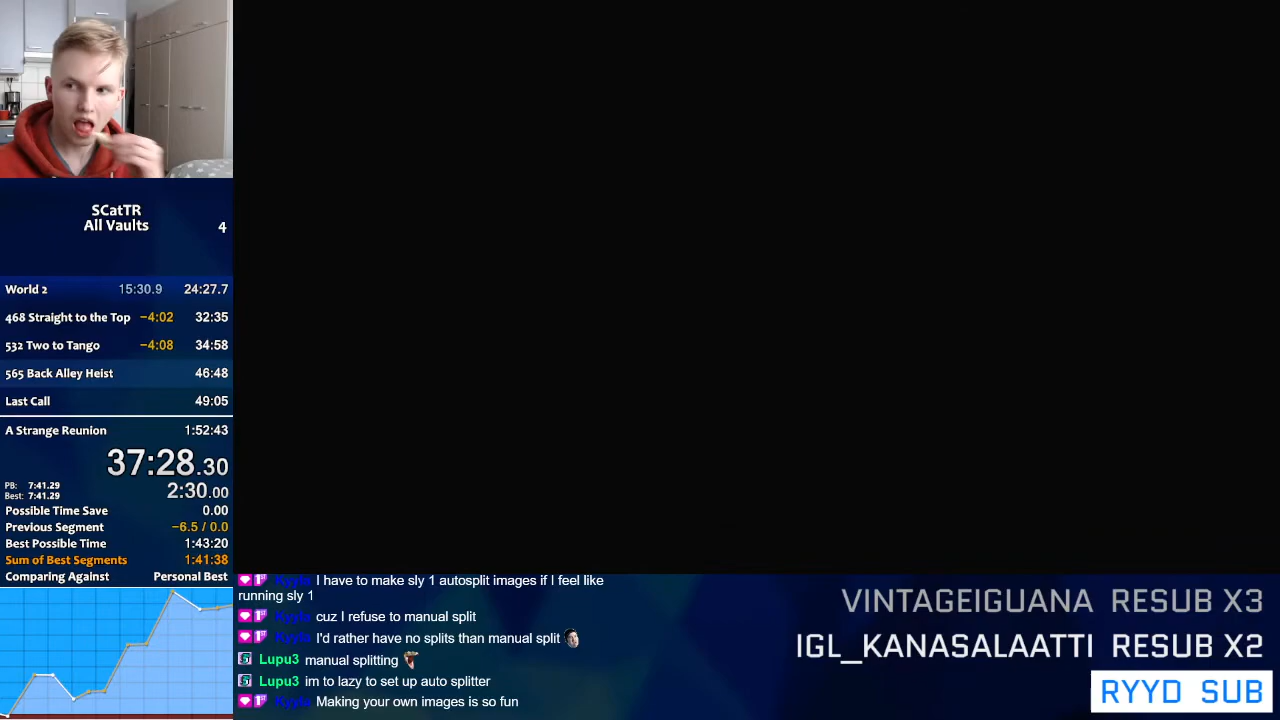 SCatTR
All Vaults
4
World 2 15:30.9 24:27.7
468 Straight to the Top −4:02 32:35
532 Two to Tango −4:08 34:58
565 Back Alley Heist 46:48
Last Call 49:05
A Strange Reunion 1:52:43
37:28.30
PB: 7:41.29
Best: 7:41.29
2:30.00
Possible Time Save 0.00
Previous Segment −6.5 / 0.0
Best Possible Time 1:43:20
Sum of Best Segments 1:41:38
Comparing Against Personal Best
I have to make sly 1 autosplit images if I feel like
running sly 1
cuz I refuse to manual split
I'd rather have no splits than manual split
Lupu3 manual splitting
Lupu3 im to lazy to set up auto splitter
Making your own images is so fun
VINTAGEIGUANA RESUB X3
IGL_KANASALAATTI RESUB X2
RYYD SUB